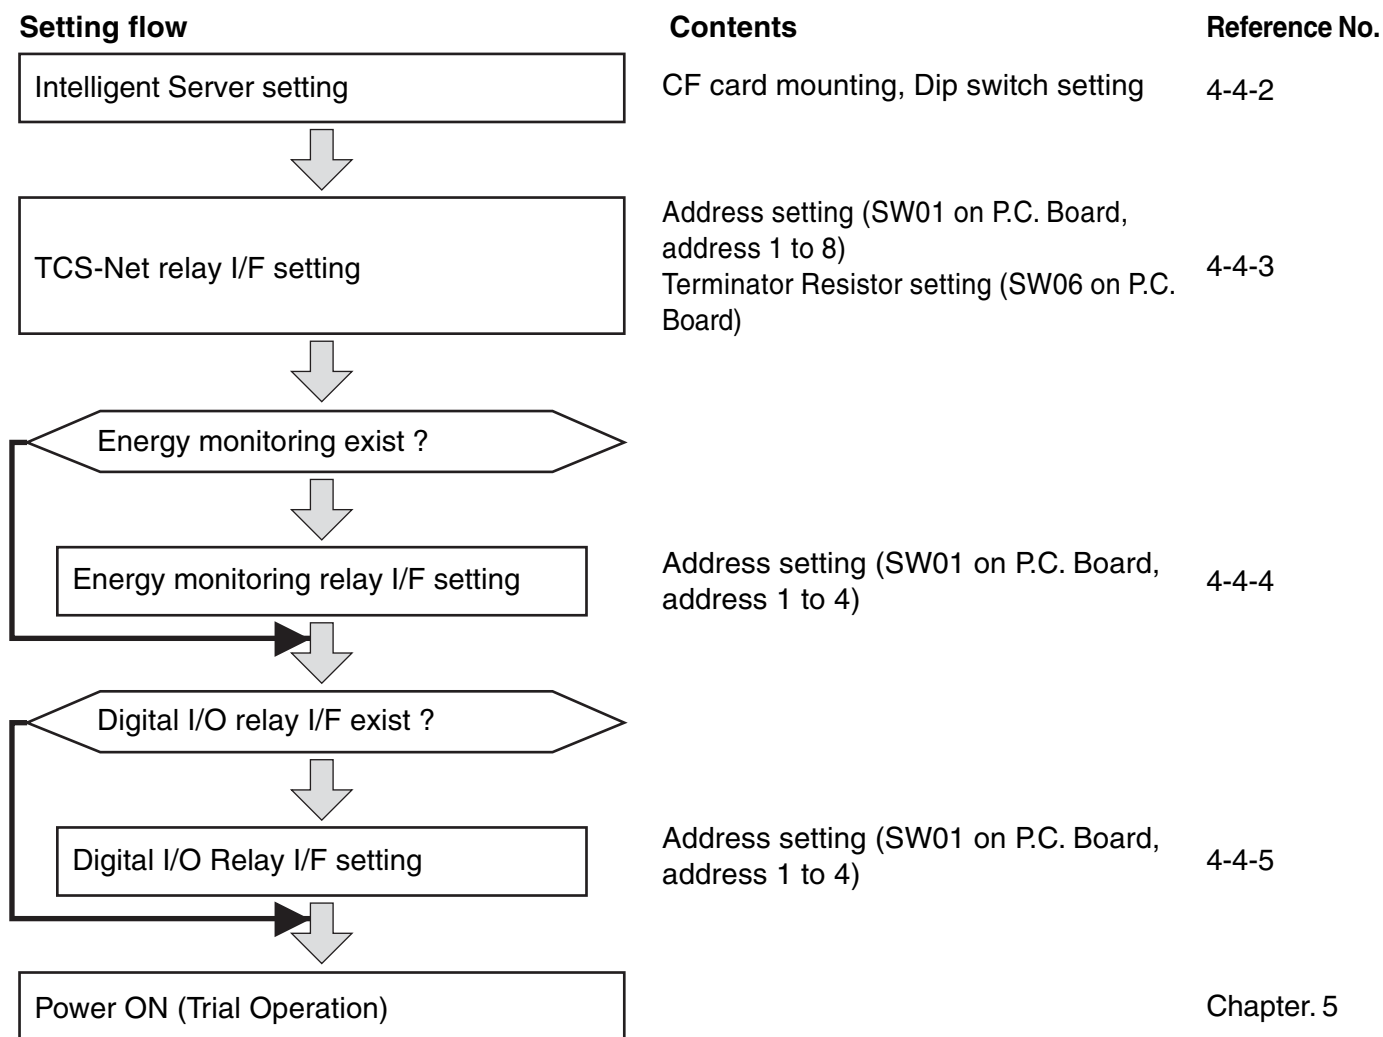 Setting flow Contents Reference No.
Intelligent Server setting CF card mounting, Dip switch setting 4-4-2
TCS-Net relay I/F setting
Address setting (SW01 on P.C. Board,
address 1 to 8)
Terminator Resistor setting (SW06 on P.C.
Board)
4-4-3
Energy monitoring exist ?
Energy monitoring relay I/F setting
Address setting (SW01 on P.C. Board,
address 1 to 4)
4-4-4
Digital I/O relay I/F exist ?
Digital I/O Relay I/F setting
Address setting (SW01 on P.C. Board,
address 1 to 4)
4-4-5
Power ON (Trial Operation) Chapter. 5